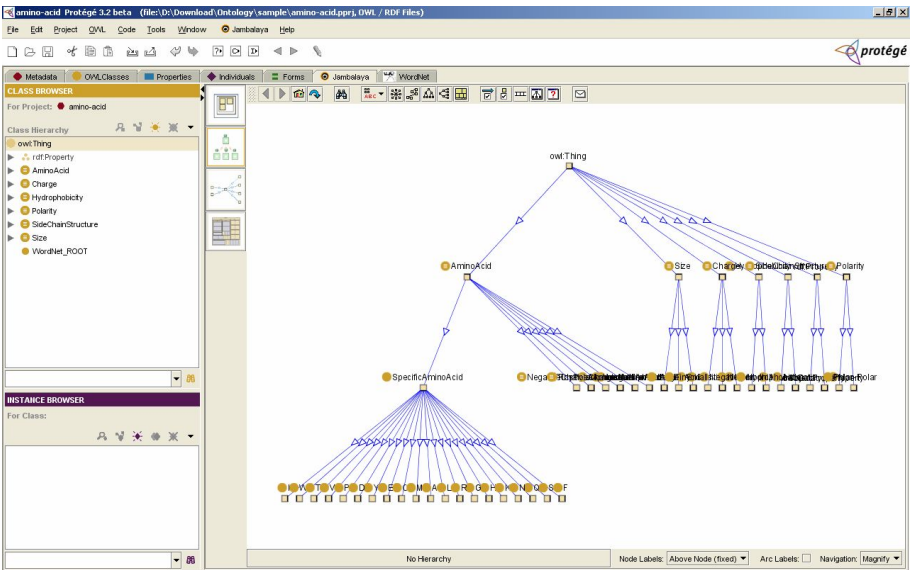 amino-acid Protégé 3.2 beta (file:\D:\Download\Ontology\sample\amino-acid.pprj, OWL / RDF Files)
File Edit Project OWL Code Tools Window Jambalaya Help
protégé
Metadata OWLClasses Properties Individuals Forms Jambalaya WordNet
CLASS BROWSER
For Project: amino-acid
Class Hierarchy
owl:Thing
rdf:Property
AminoAcid
Charge
Hydrophobicity
Polarity
SideChainStructure
Size
WordNet_ROOT
INSTANCE BROWSER
For Class:
ABC
owl:Thing
AminoAcid Size Polarity
SpecificAminoAcid
I W T V P D Y E C M A L R G H K N Q S F
No Hierarchy Node Labels: Above Node (fixed) Arc Labels: Navigation: Magnify